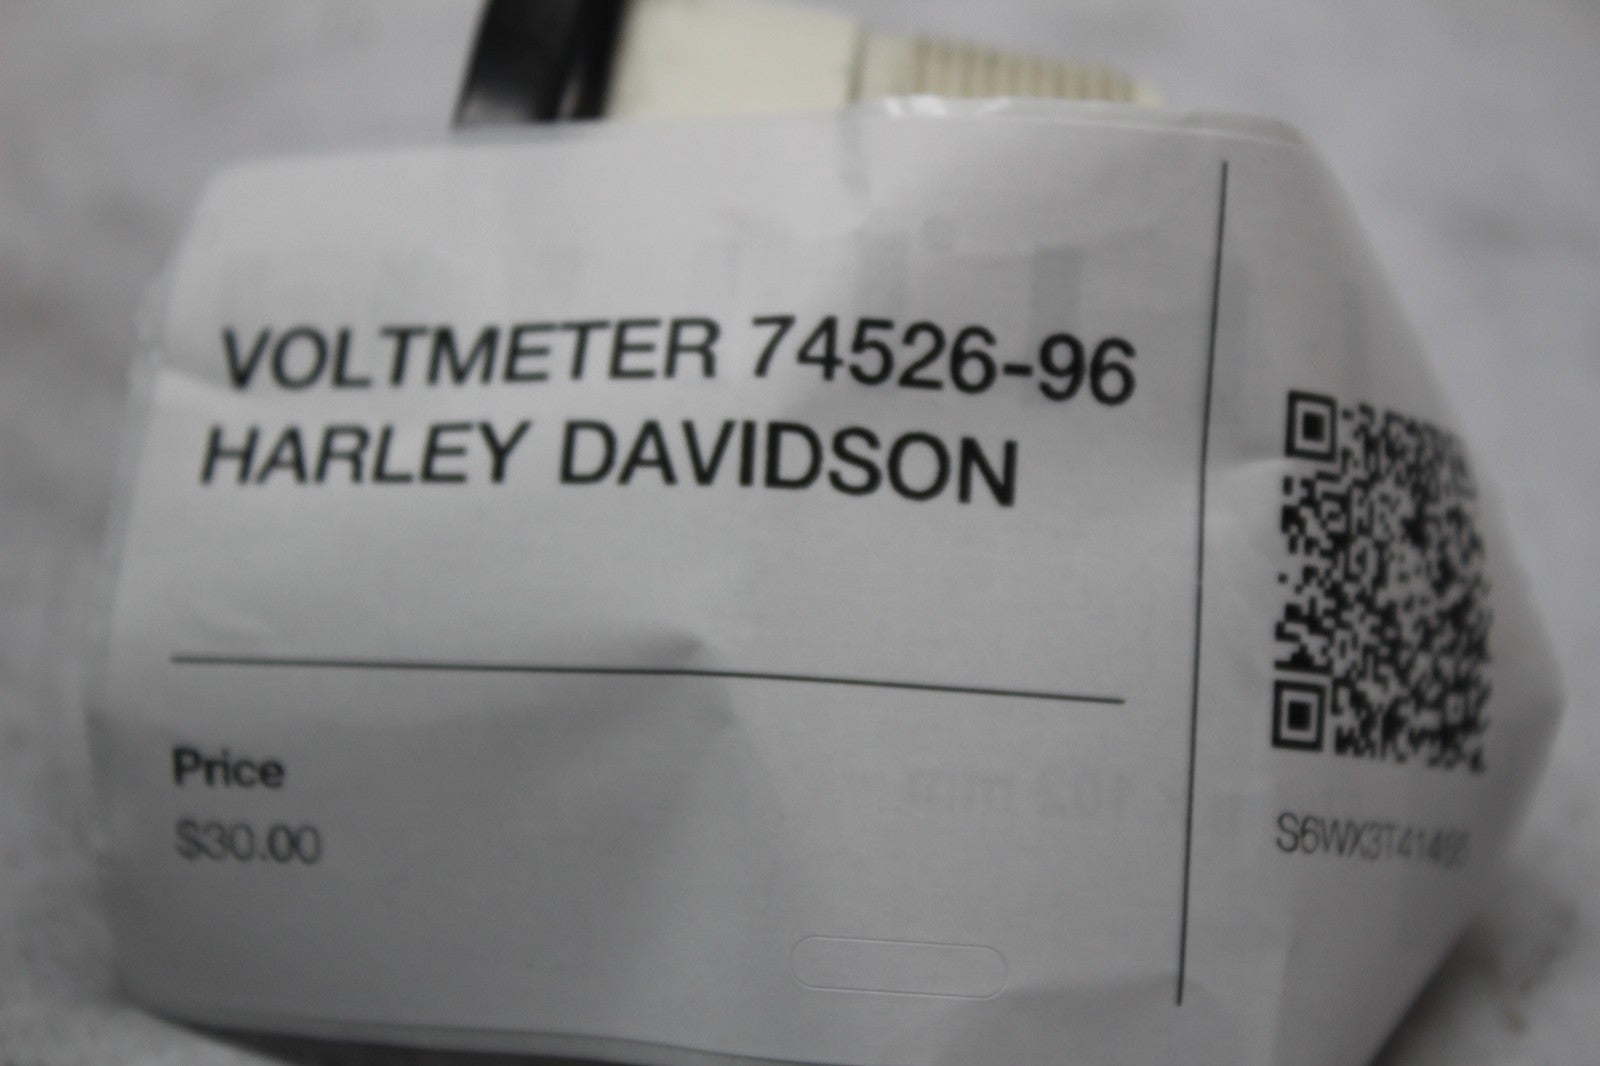 VOLTMETER 74526-96
HARLEY DAVIDSON
Price
$30.00